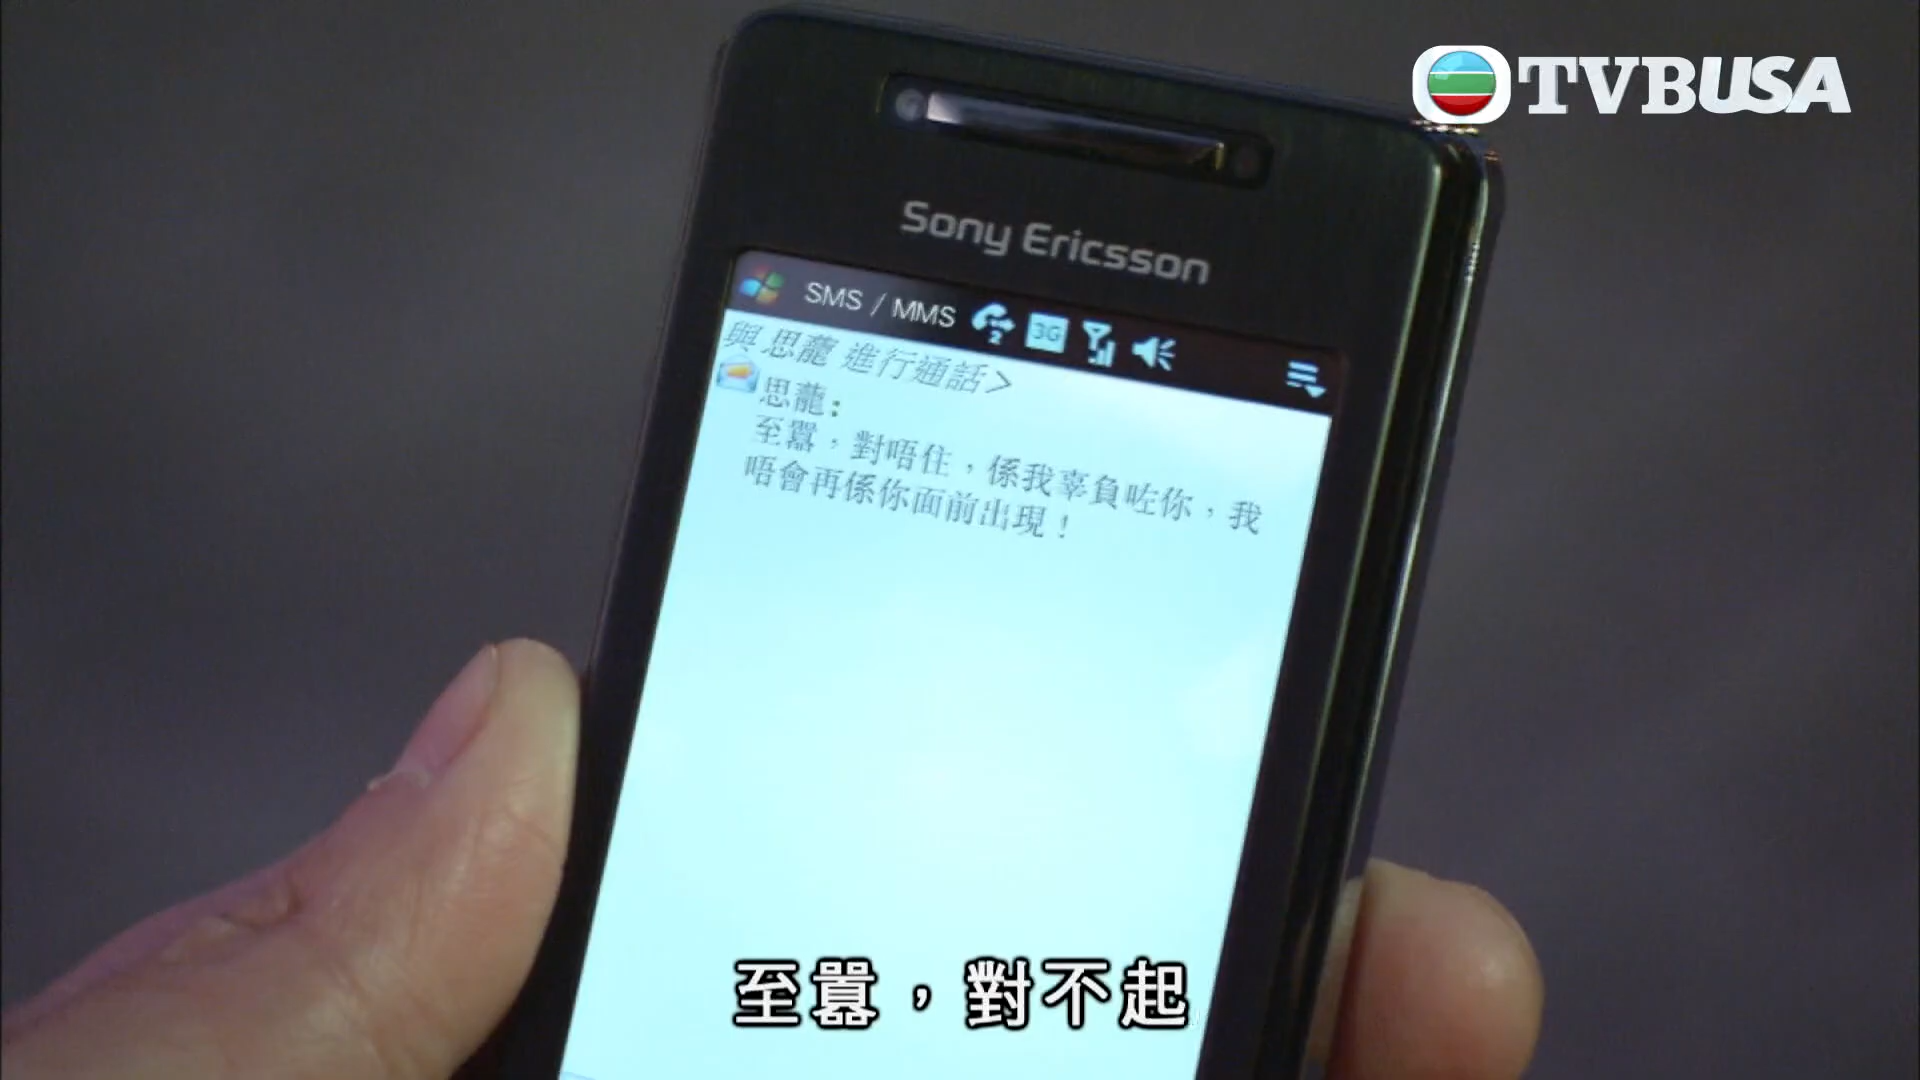 TVBUSA
Sony Ericsson
SMS / MMS
3G
與 思蘢 進行通話>
思蘢:
至囂，對唔住，係我辜負咗你，我
唔會再係你面前出現！
至囂，對不起